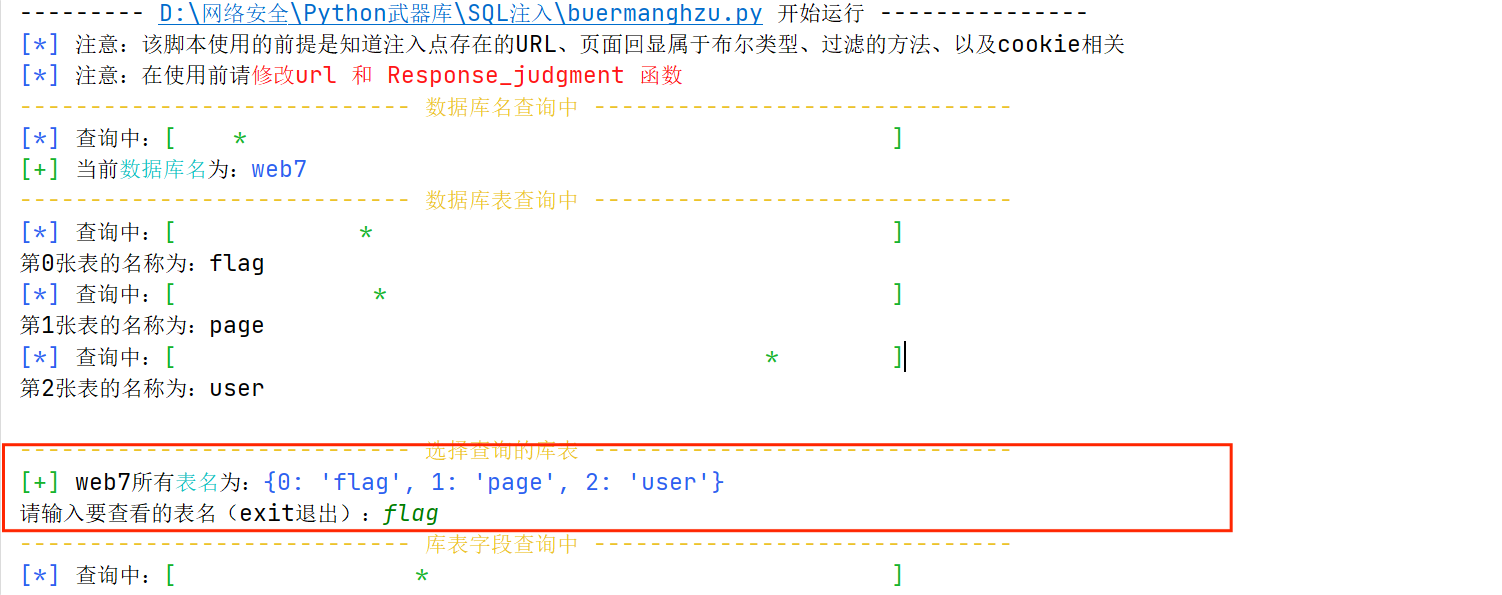 --------- D:\网络安全\Python武器库\SQL注入\buermanghzu.py 开始运行 ---------------
[*] 注意：该脚本使用的前提是知道注入点存在的URL、页面回显属于布尔类型、过滤的方法、以及cookie相关
[*] 注意：在使用前请修改url 和 Response_judgment 函数
---------------------------- 数据库名查询中 ------------------------------
[*] 查询中：[    *                                               ]
[+] 当前数据库名为：web7
---------------------------- 数据库表查询中 ------------------------------
[*] 查询中：[             *                                      ]
第0张表的名称为：flag
[*] 查询中：[              *                                     ]
第1张表的名称为：page
[*] 查询中：[                                          *         ]
第2张表的名称为：user
---------------------------- 选择查询的库表 ------------------------------
[+] web7所有表名为：{0: 'flag', 1: 'page', 2: 'user'}
请输入要查看的表名（exit退出）：flag
---------------------------- 库表字段查询中 ------------------------------
[*] 查询中：[                 *                                  ]